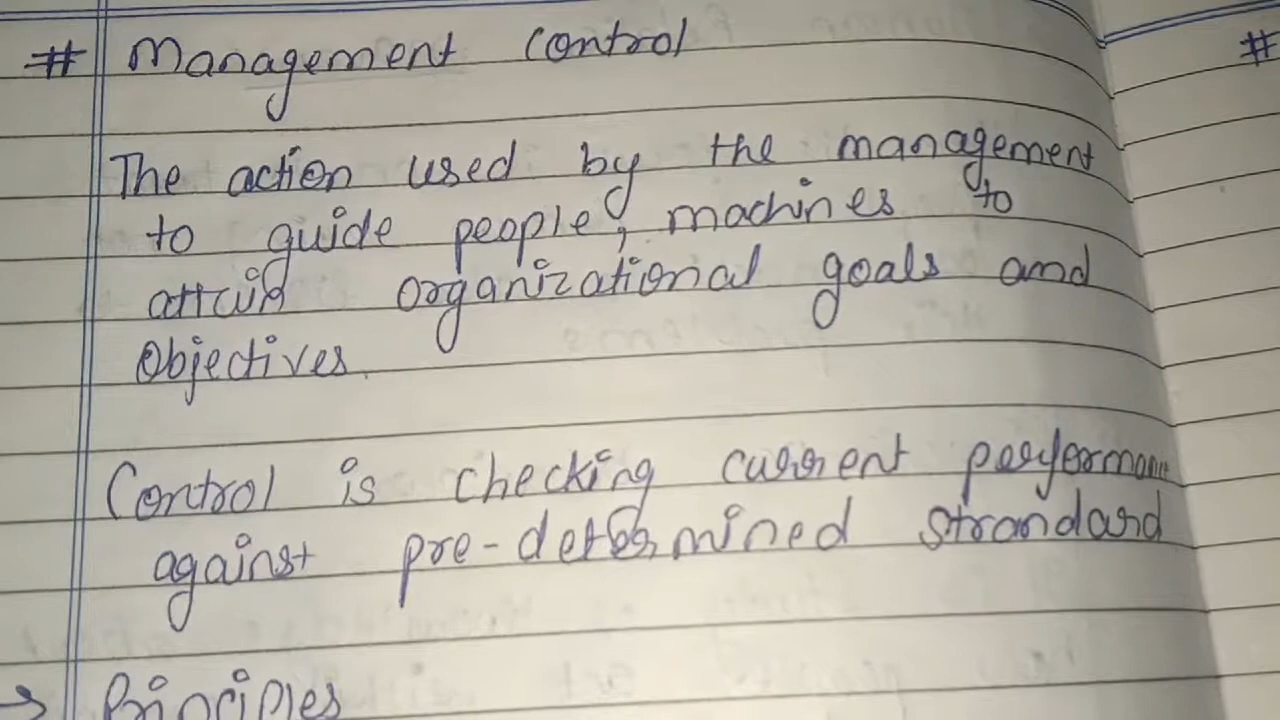 # Management Control
The action used by the management
to guide people, machines to
attain organizational goals and
objectives.
Control is checking current performance
against pre-determined strandard
→ Principles
#